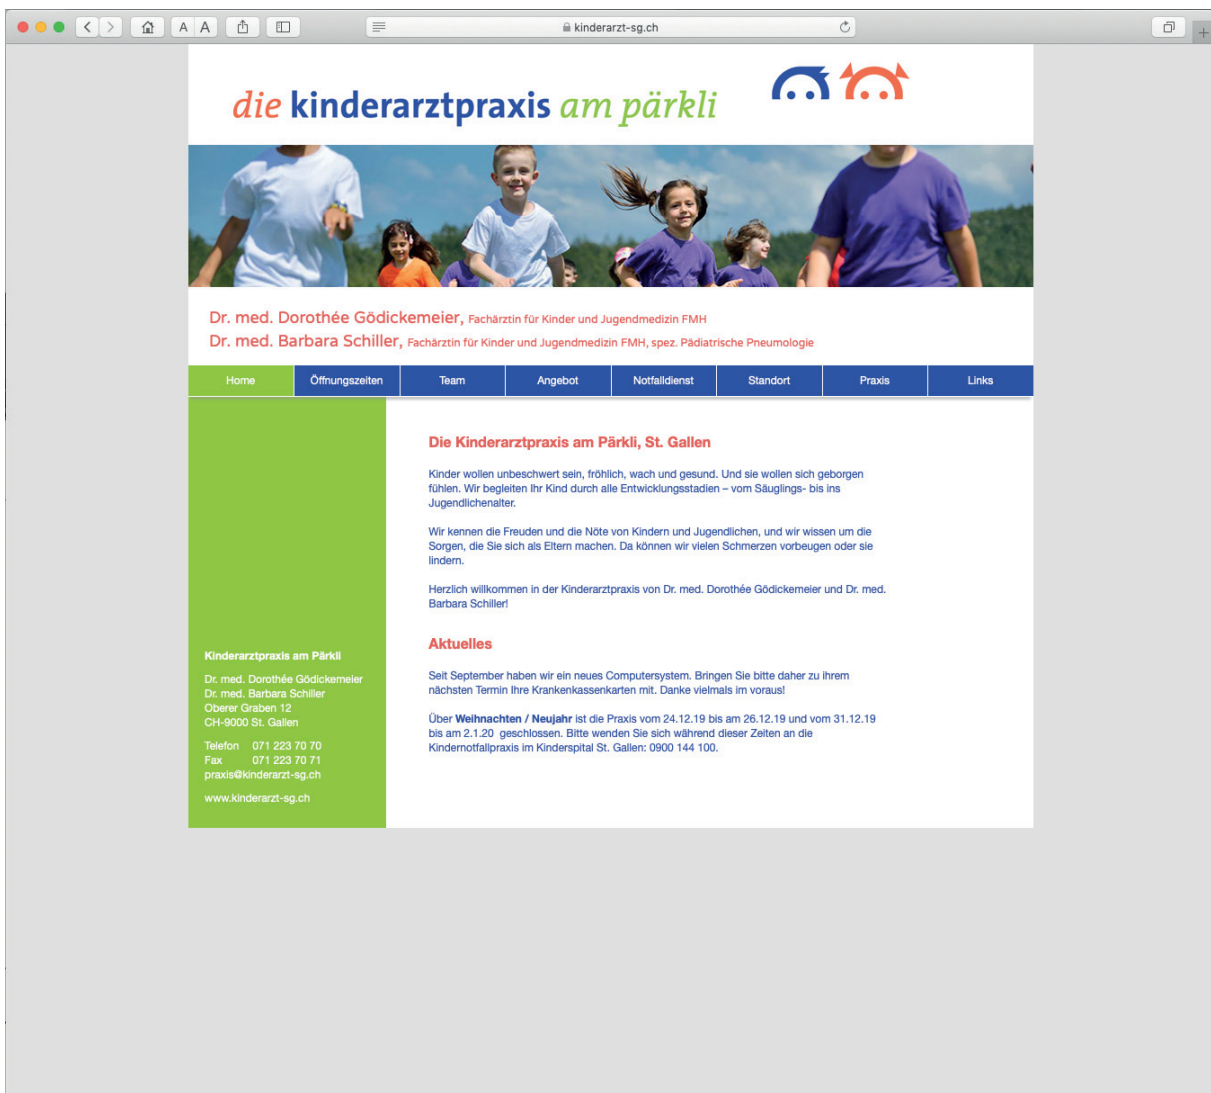 A A
kinderarzt-sg.ch
die kinderarztpraxis am pärkli
Dr. med. Dorothée Gödickemeier, Fachärztin für Kinder und Jugendmedizin FMH
Dr. med. Barbara Schiller, Fachärztin für Kinder und Jugendmedizin FMH, spez. Pädiatrische Pneumologie
Home Öffnungszeiten Team Angebot Notfalldienst Standort Praxis Links
Die Kinderarztpraxis am Pärkli, St. Gallen
Kinder wollen unbeschwert sein, fröhlich, wach und gesund. Und sie wollen sich geborgen
fühlen. Wir begleiten Ihr Kind durch alle Entwicklungsstadien – vom Säuglings- bis ins
Jugendlichenalter.
Wir kennen die Freuden und die Nöte von Kindern und Jugendlichen, und wir wissen um die
Sorgen, die Sie sich als Eltern machen. Da können wir vielen Schmerzen vorbeugen oder sie
lindern.
Herzlich willkommen in der Kinderarztpraxis von Dr. med. Dorothée Gödickemeier und Dr. med.
Barbara Schiller!
Aktuelles
Seit September haben wir ein neues Computersystem. Bringen Sie bitte daher zu ihrem
nächsten Termin Ihre Krankenkassenkarten mit. Danke vielmals im voraus!
Über Weihnachten / Neujahr ist die Praxis vom 24.12.19 bis am 26.12.19 und vom 31.12.19
bis am 2.1.20 geschlossen. Bitte wenden Sie sich während dieser Zeiten an die
Kindernotfallpraxis im Kinderspital St. Gallen: 0900 144 100.
Kinderarztpraxis am Pärkli
Dr. med. Dorothée Gödickemeier
Dr. med. Barbara Schiller
Oberer Graben 12
CH-9000 St. Gallen
Telefon 071 223 70 70
Fax 071 223 70 71
praxis@kinderarzt-sg.ch
www.kinderarzt-sg.ch